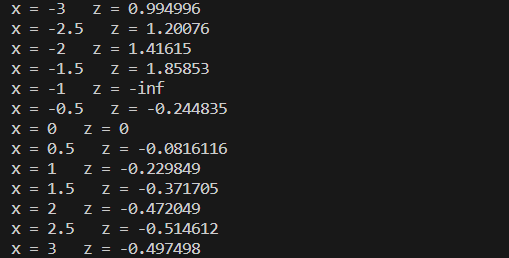 x = -3   z = 0.994996
x = -2.5   z = 1.20076
x = -2   z = 1.41615
x = -1.5   z = 1.85853
x = -1   z = -inf
x = -0.5   z = -0.244835
x = 0   z = 0
x = 0.5   z = -0.0816116
x = 1   z = -0.229849
x = 1.5   z = -0.371705
x = 2   z = -0.472049
x = 2.5   z = -0.514612
x = 3   z = -0.497498